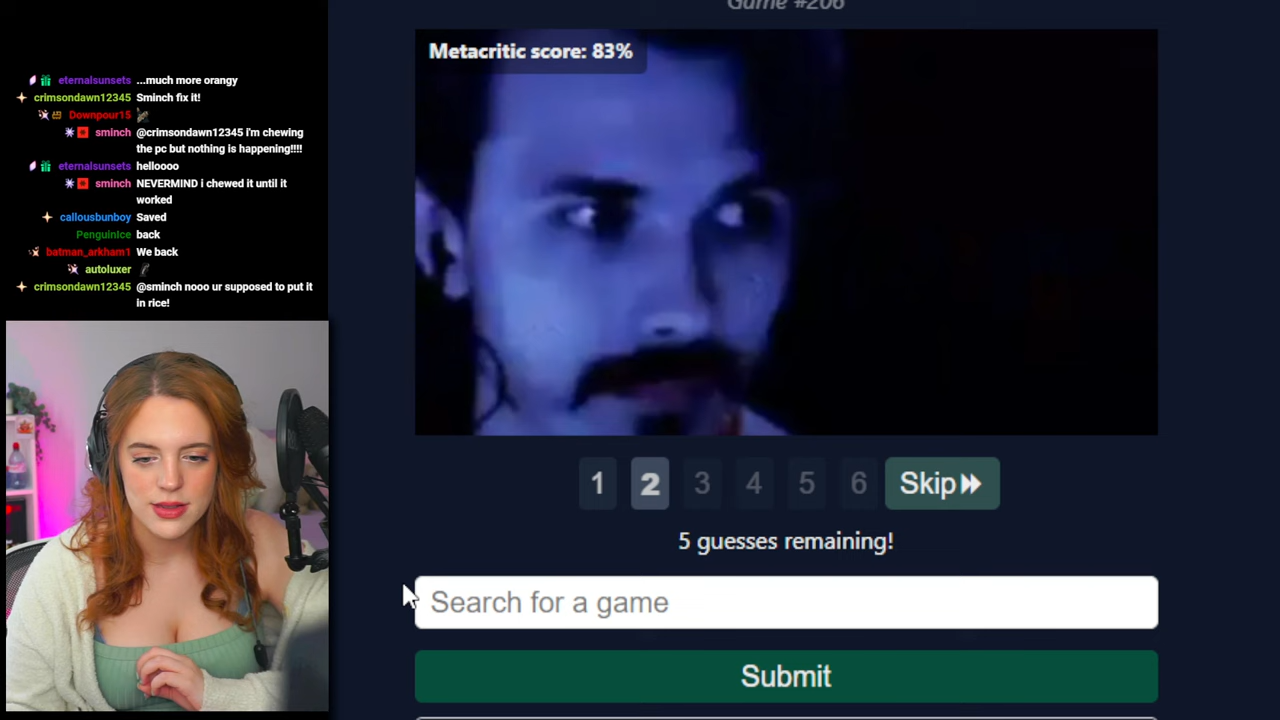 Game #206
Metacritic score: 83%
eternalsunsets ...much more orangy
crimsondawn12345 Sminch fix it!
Downpour15
sminch @crimsondawn12345 i'm chewing
the pc but nothing is happening!!!!
eternalsunsets helloooo
sminch NEVERMIND i chewed it until it
worked
callousbunboy Saved
PenguinIce back
batman_arkham1 We back
autoluxer
crimsondawn12345 @sminch nooo ur supposed to put it
in rice!
1 2 3 4 5 6 Skip
5 guesses remaining!
Search for a game
Submit